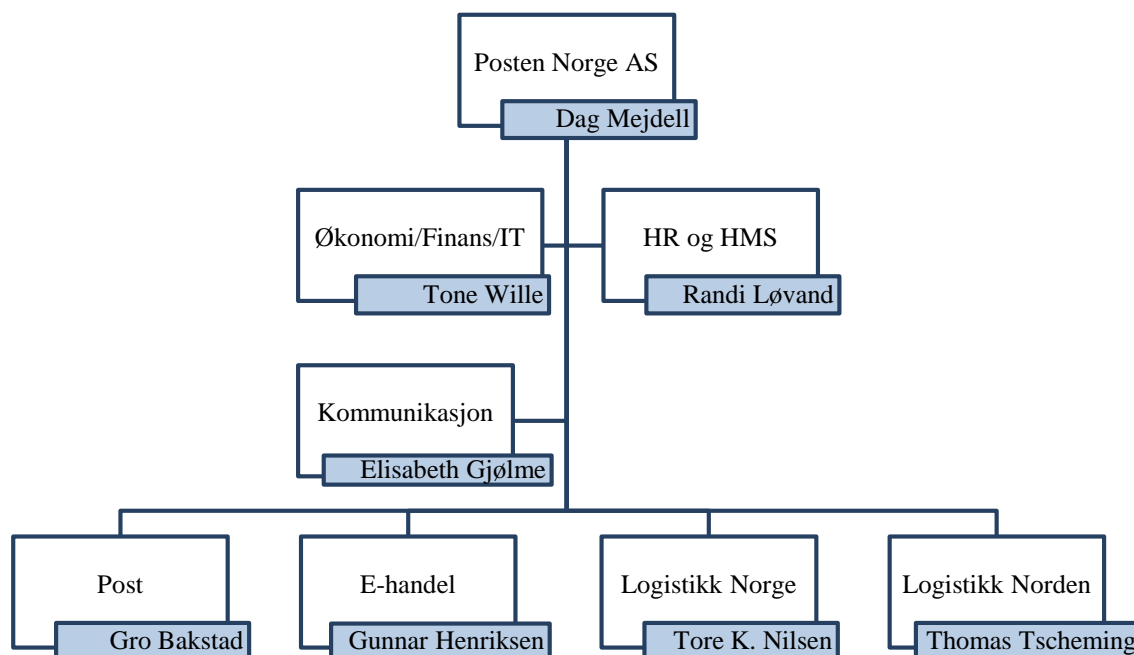 Posten Norge AS
Dag Mejdell
Økonomi/Finans/IT
Tone Wille
HR og HMS
Randi Løvand
Kommunikasjon
Elisabeth Gjølme
Post
Gro Bakstad
E-handel
Gunnar Henriksen
Logistikk Norge
Tore K. Nilsen
Logistikk Norden
Thomas Tscheming